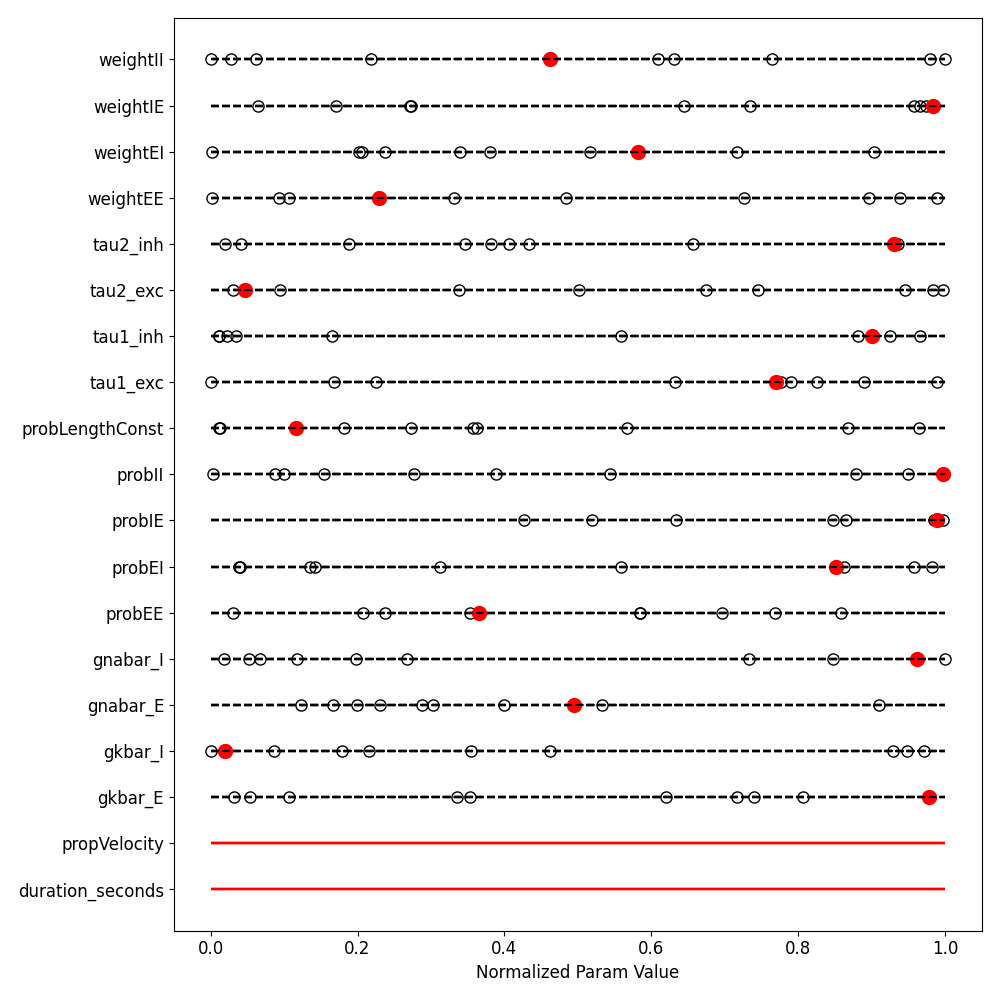 weightII
weightIE
weightEI
weightEE
tau2_inh
tau2_exc
tau1_inh
tau1_exc
probLengthConst
probII
probIE
probEI
probEE
gnabar_I
gnabar_E
gkbar_I
gkbar_E
propVelocity
duration_seconds
0.0 0.2 0.4 0.6 0.8 1.0
Normalized Param Value